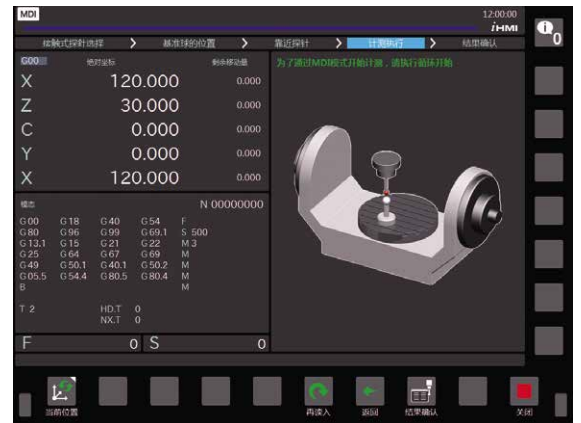 MDI
12:00:00
iHMI
0
接触式探针选择 > 基准球的位置 > 靠近探针 > 计测执行 > 结果确认
G00 绝对坐标 剩余移动量
X 120.000 0.000
Z 30.000 0.000
C 0.000 0.000
Y 0.000 0.000
X 120.000 0.000
为了通过MDI模式开始计测，请执行循环开始
模态 N 00000000
G00 G18 G40 G54 F
G80 G96 G99 G69.1 S 500
G13.1 G15 G21 G22 M3
G25 G64 G67 G69 M
G49 G50.1 G40.1 G50.2 M
G05.5 G54.4 G80.5 G80.4 M
B M
T 2 HD.T 0
NX.T 0
F 0 S 0
当前位置 再读入 返回 结果确认 关闭